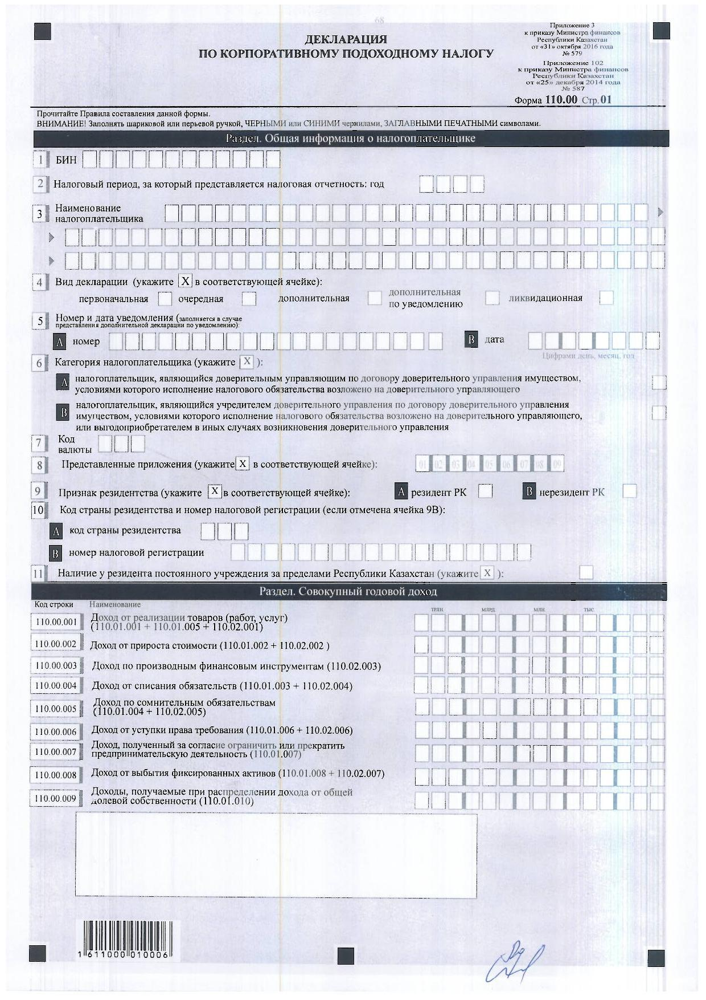 68
Приложение 3
к приказу Министра финансов
Республики Казахстан
от «31» октября 2016 года
№ 579
Приложение 102
к приказу Министра финансов
Республики Казахстан
от «25» декабря 2014 года
№ 587
ДЕКЛАРАЦИЯ
ПО КОРПОРАТИВНОМУ ПОДОХОДНОМУ НАЛОГУ
Форма 110.00 Стр. 01
Прочитайте Правила составления данной формы.
ВНИМАНИЕ! Заполнять шариковой или перьевой ручкой, ЧЕРНЫМИ или СИНИМИ чернилами, ЗАГЛАВНЫМИ ПЕЧАТНЫМИ символами.
Раздел. Общая информация о налогоплательщике
1 БИН
2 Налоговый период, за который представляется налоговая отчетность: год
3 Наименование
налогоплательщика
4 Вид декларации (укажите X в соответствующей ячейке):
первоначальная очередная дополнительная дополнительная по уведомлению ликвидационная
5 Номер и дата уведомления (заполняется в случае
представления дополнительной декларации по уведомлению):
A номер B дата
Цифрами день, месяц, год
6 Категория налогоплательщика (укажите X ):
A налогоплательщик, являющийся доверительным управляющим по договору доверительного управления имуществом,
условиями которого исполнение налогового обязательства возложено на доверительного управляющего
B налогоплательщик, являющийся учредителем доверительного управления по договору доверительного управления
имуществом, условиями которого исполнение налогового обязательства возложено на доверительного управляющего,
или выгодоприобретателем в иных случаях возникновения доверительного управления
7 Код
валюты
8 Представленные приложения (укажите X в соответствующей ячейке): 01 02 03 04 05 06 07 08 09
9 Признак резидентства (укажите X в соответствующей ячейке): A резидент РК B нерезидент РК
10 Код страны резидентства и номер налоговой регистрации (если отмечена ячейка 9В):
A код страны резидентства
B номер налоговой регистрации
11 Наличие у резидента постоянного учреждения за пределами Республики Казахстан (укажите X ):
Раздел. Совокупный годовой доход
Код строки Наименование
ТРЛН. МЛРД. МЛН. ТЫС.
110.00.001 Доход от реализации товаров (работ, услуг)
(110.01.001 + 110.01.005 + 110.02.001)
110.00.002 Доход от прироста стоимости (110.01.002 + 110.02.002 )
110.00.003 Доход по производным финансовым инструментам (110.02.003)
110.00.004 Доход от списания обязательств (110.01.003 + 110.02.004)
110.00.005 Доход по сомнительным обязательствам
(110.01.004 + 110.02.005)
110.00.006 Доход от уступки права требования (110.01.006 + 110.02.006)
110.00.007 Доход, полученный за согласие ограничить или прекратить
предпринимательскую деятельность (110.01.007)
110.00.008 Доход от выбытия фиксированных активов (110.01.008 + 110.02.007)
110.00.009 Доходы, получаемые при распределении дохода от общей
долевой собственности (110.01.010)
1 611000 010006